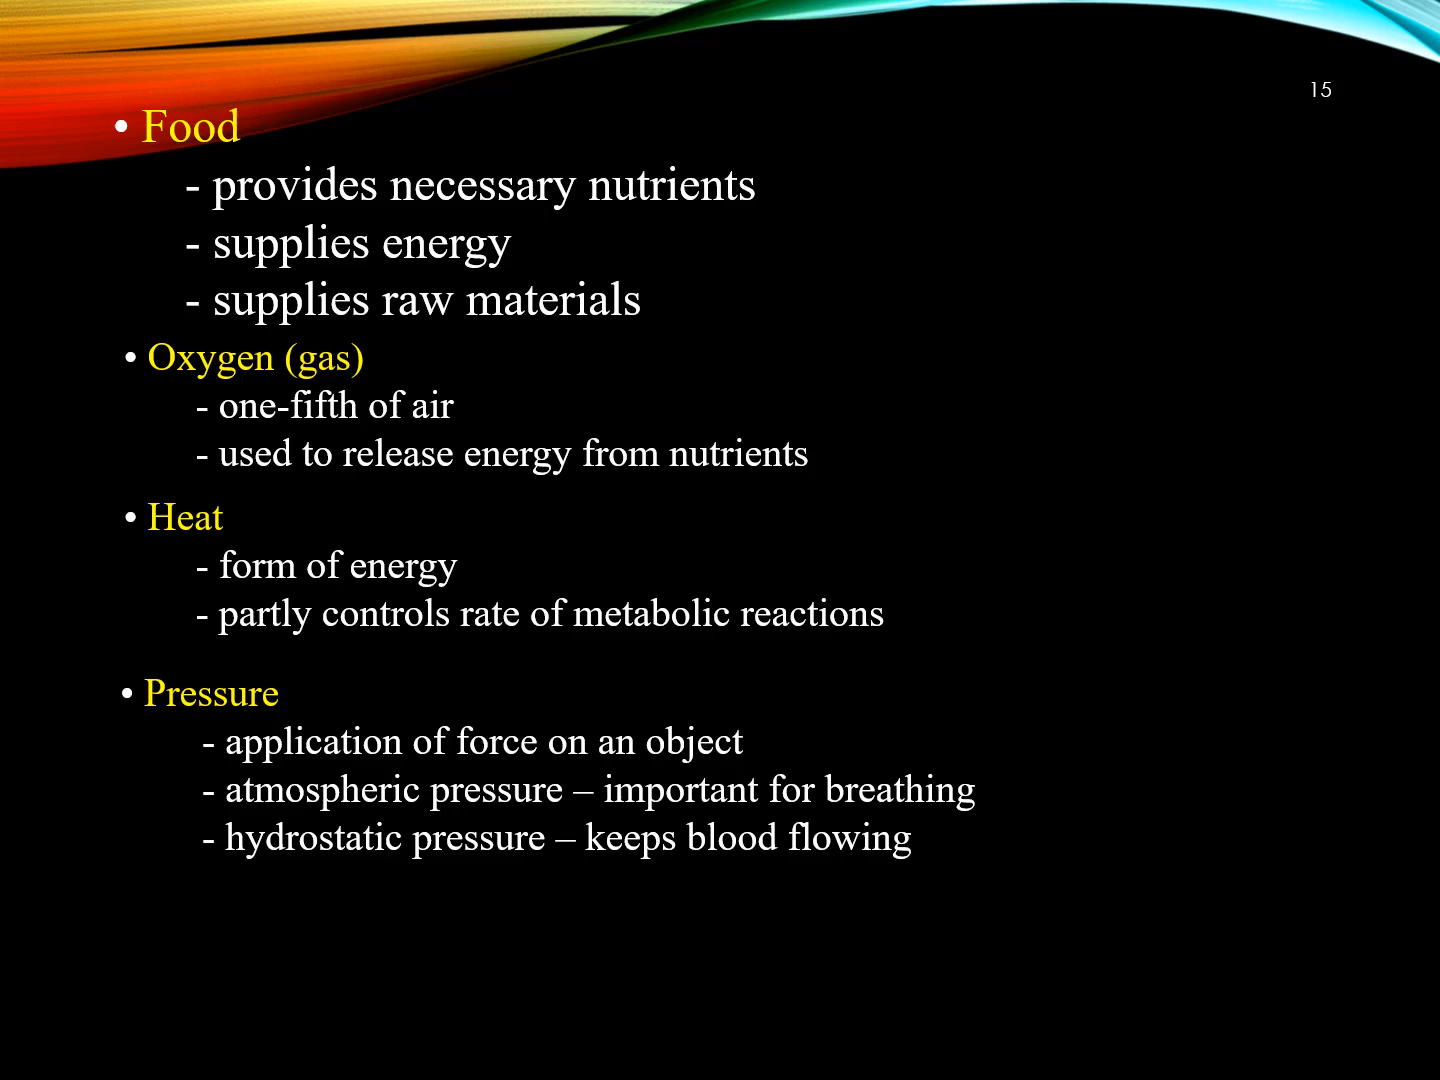 15
• Food
- provides necessary nutrients
- supplies energy
- supplies raw materials
• Oxygen (gas)
- one-fifth of air
- used to release energy from nutrients
• Heat
- form of energy
- partly controls rate of metabolic reactions
• Pressure
- application of force on an object
- atmospheric pressure – important for breathing
- hydrostatic pressure – keeps blood flowing